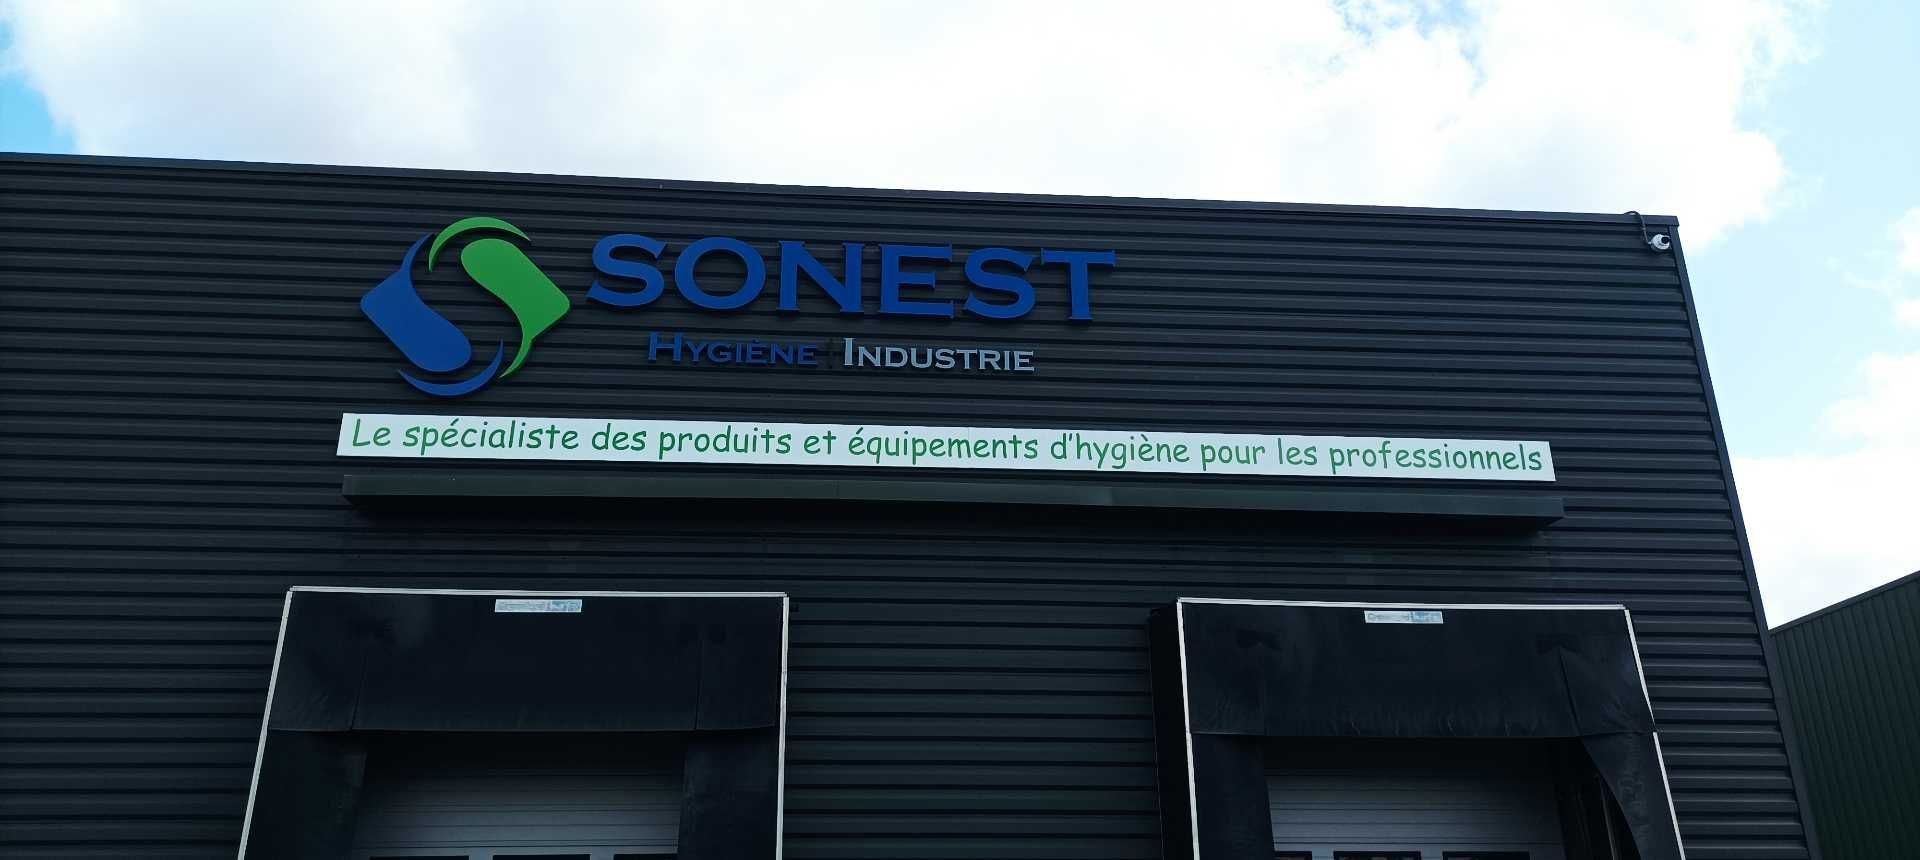 SONEST
HYGIÈNE + INDUSTRIE
Le spécialiste des produits et équipements d'hygiène pour les professionnels